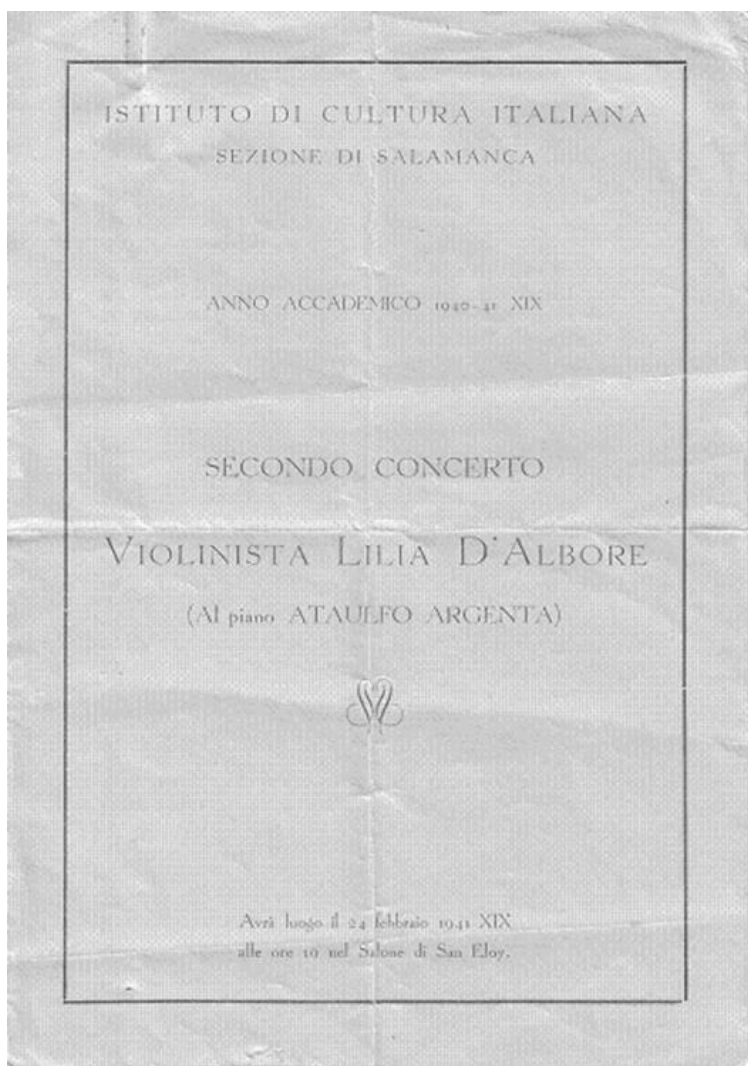 ISTITUTO DI CULTURA ITALIANA
SEZIONE DI SALAMANCA
ANNO ACCADEMICO 1940-41 XIX
SECONDO CONCERTO
VIOLINISTA LILIA D'ALBORE
(Al piano ATAULFO ARGENTA)
Avrà luogo il 24 febbraio 1941 XIX
alle ore 19 nel Salone di San Eloy.